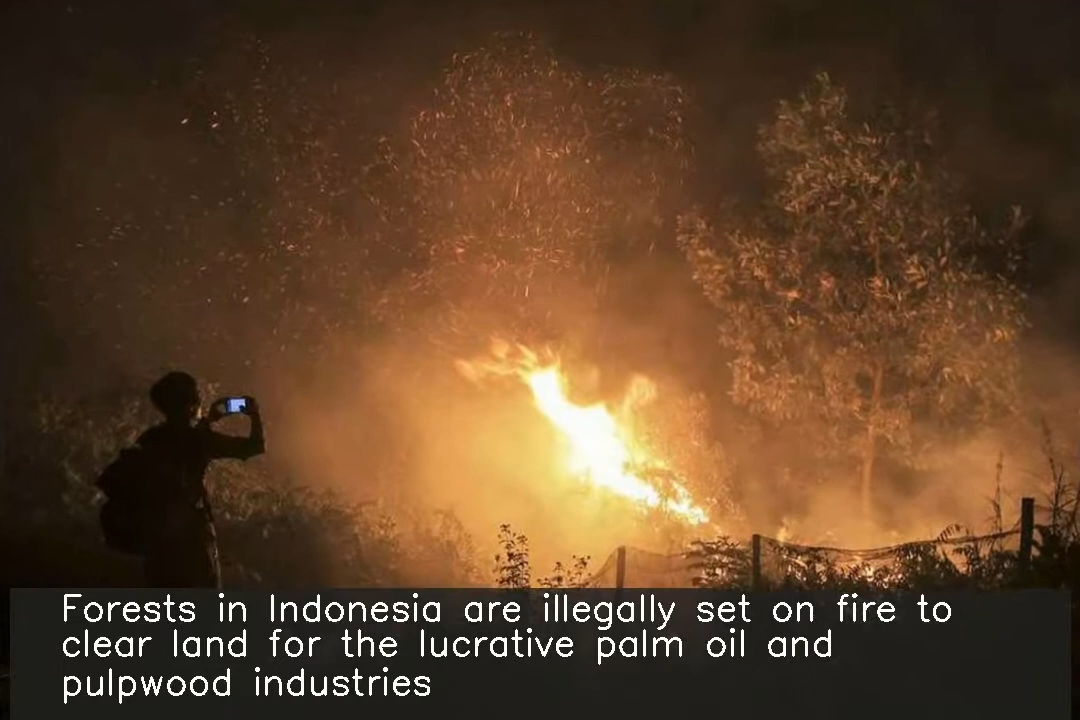 Forests in Indonesia are illegally set on fire to
clear land for the lucrative palm oil and
pulpwood industries